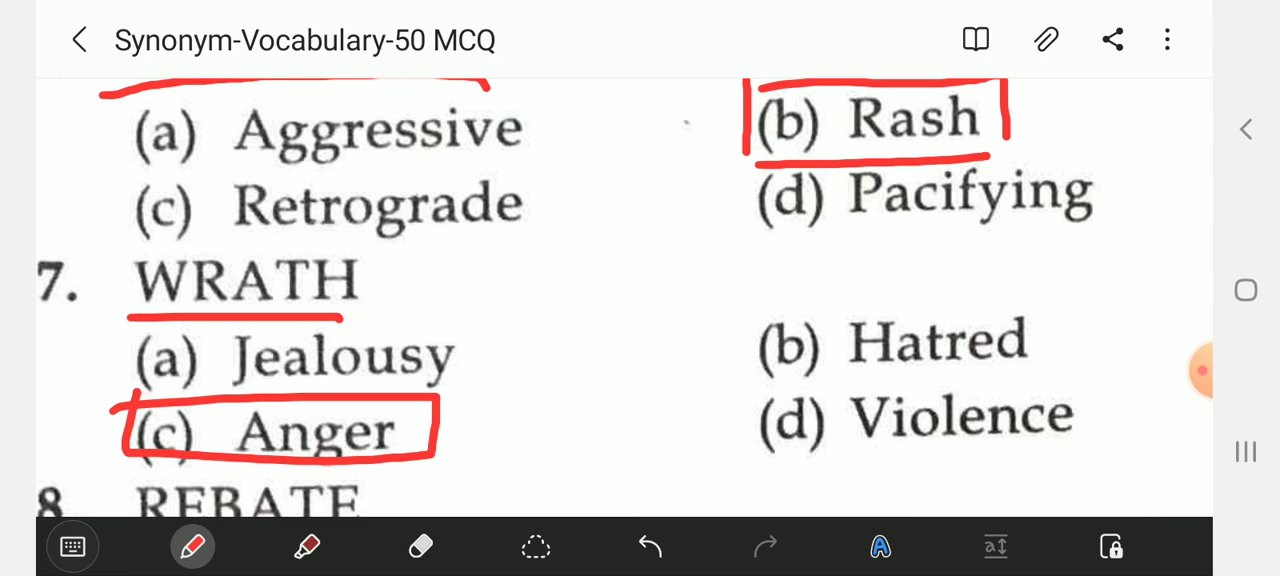 Synonym-Vocabulary-50 MCQ
(a) Aggressive (b) Rash
(c) Retrograde (d) Pacifying
7. WRATH
(a) Jealousy (b) Hatred
(c) Anger (d) Violence
8 REBATE